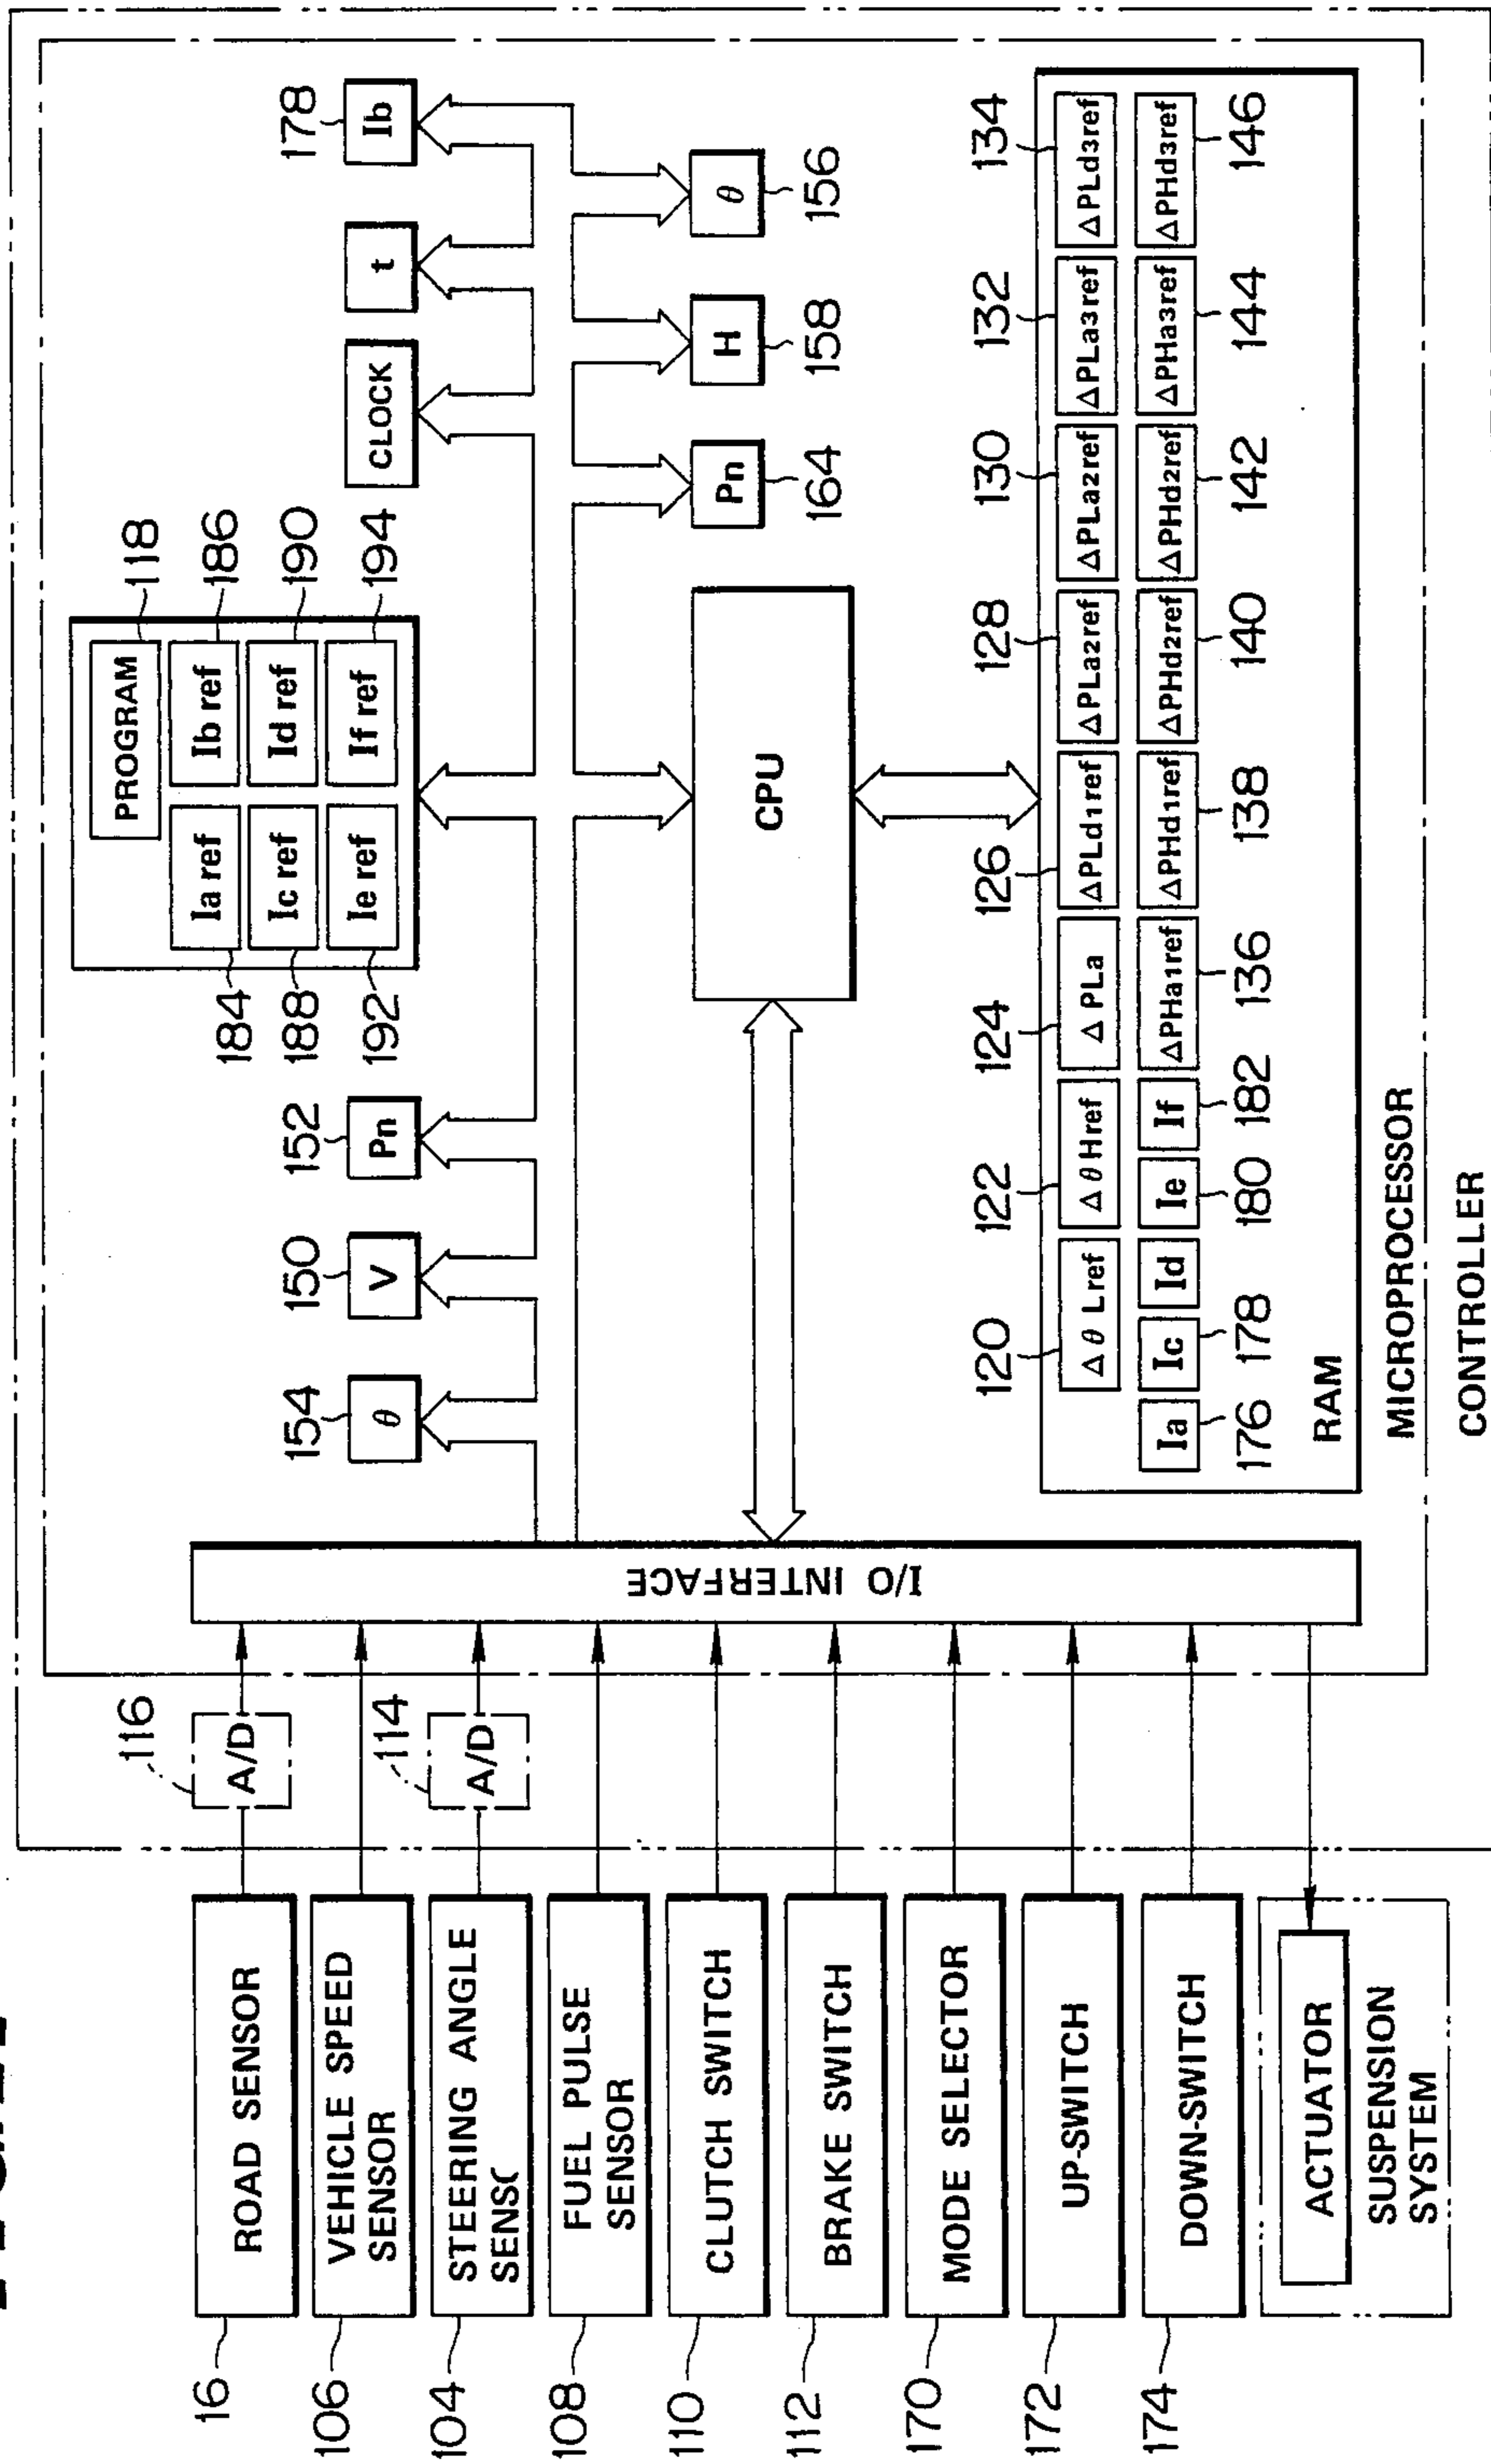 16
ROAD SENSOR
106
VEHICLE SPEED
SENSOR
104
STEERING ANGLE
SENSO
108
FUEL PULSE
SENSOR
110
CLUTCH SWITCH
112
BRAKE SWITCH
170
MODE SELECTOR
172
UP-SWITCH
174
DOWN-SWITCH
ACTUATOR
SUSPENSION
SYSTEM
116
A/D
114
A/D
I/O INTERFACE
154
θ
150
V
152
Pn
PROGRAM
118
184
Ia ref
Ib ref
186
188
Ic ref
Id ref
190
192
Ie ref
If ref
194
CLOCK
t
178
Ib
Pn
164
H
158
θ
156
CPU
120 122 124 126 128 130 132 134
Δθ Lref
Δθ Href
ΔPLa
ΔPLd1ref
ΔPLa2ref
ΔPLa2ref
ΔPLa3ref
ΔPLd3ref
Ia
Ic
Id
Ie
If
ΔPHa1ref
ΔPHd1ref
ΔPHd2ref
ΔPHd2ref
ΔPHa3ref
ΔPHd3ref
176 178 180 182 136 138 140 142 144 146
RAM
MICROPROCESSOR
CONTROLLER